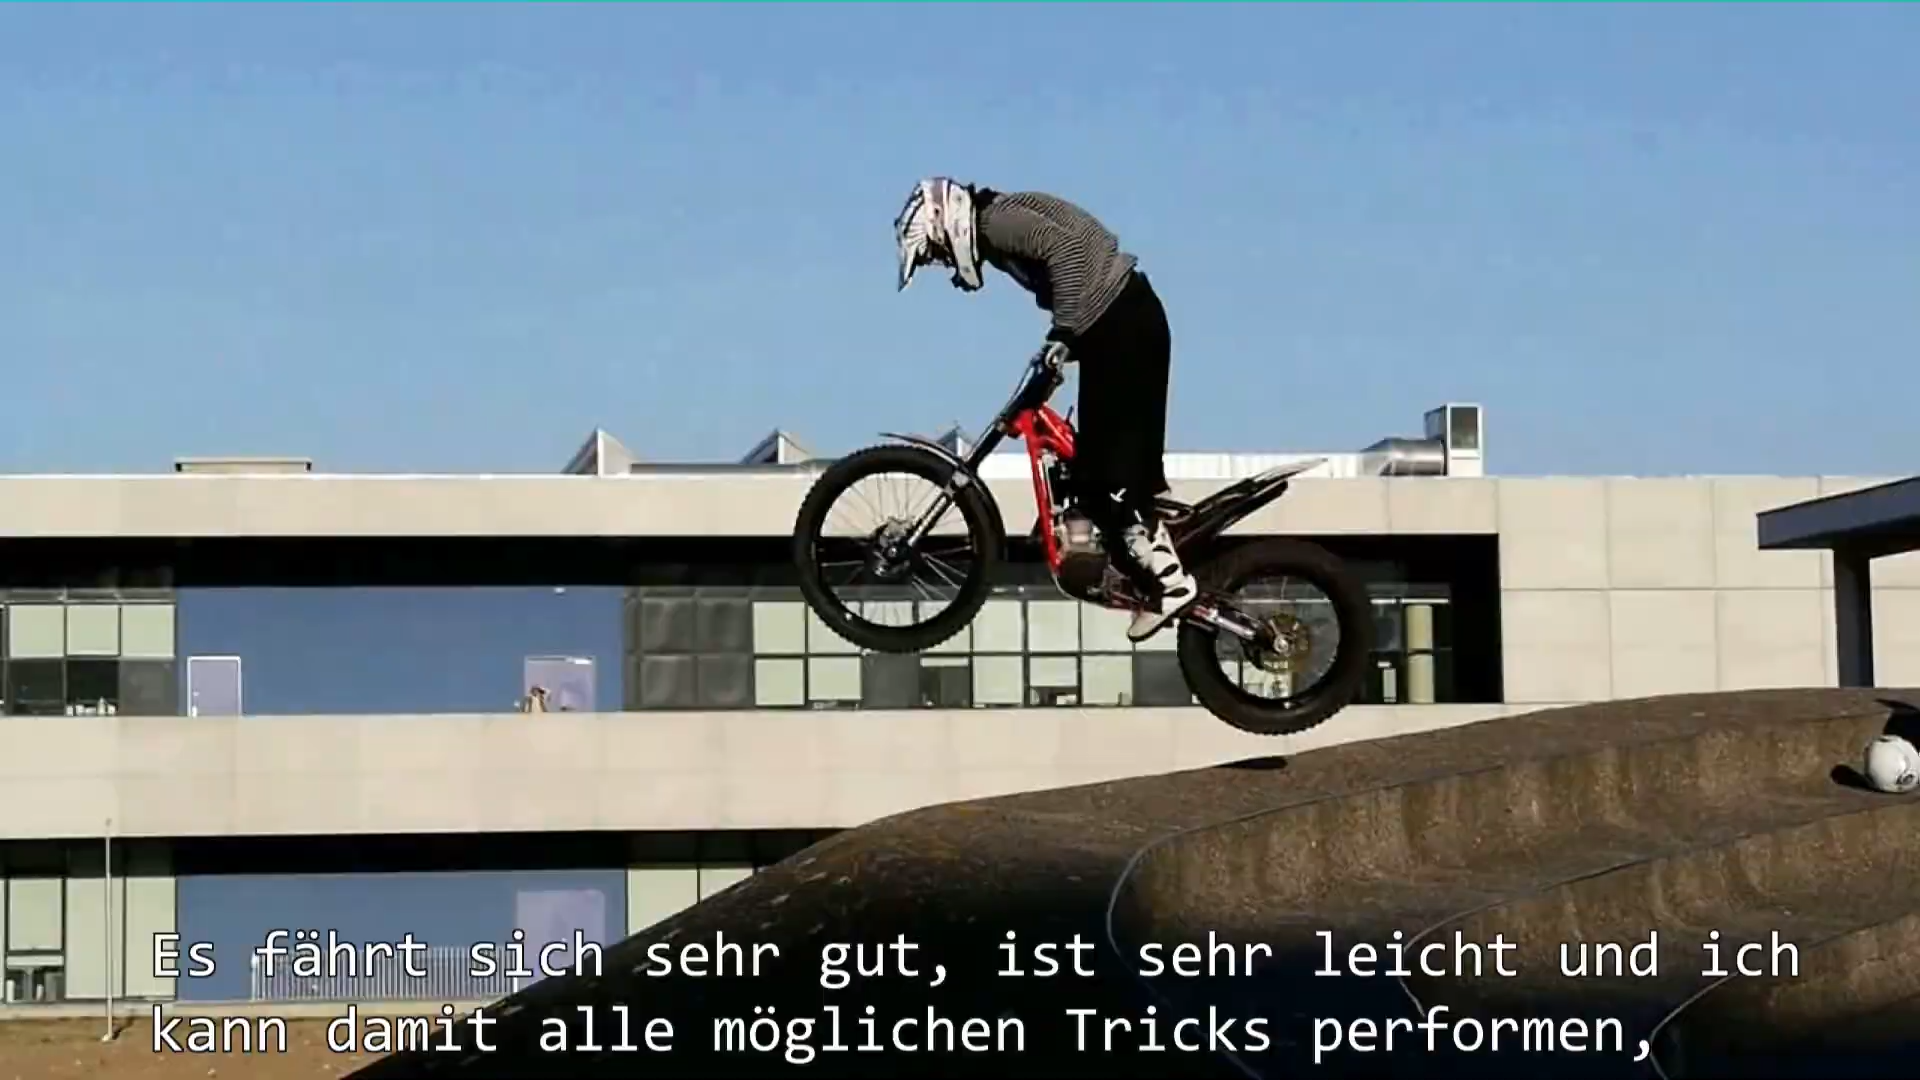 Es fährt sich sehr gut, ist sehr leicht und ich
kann damit alle möglichen Tricks performen,